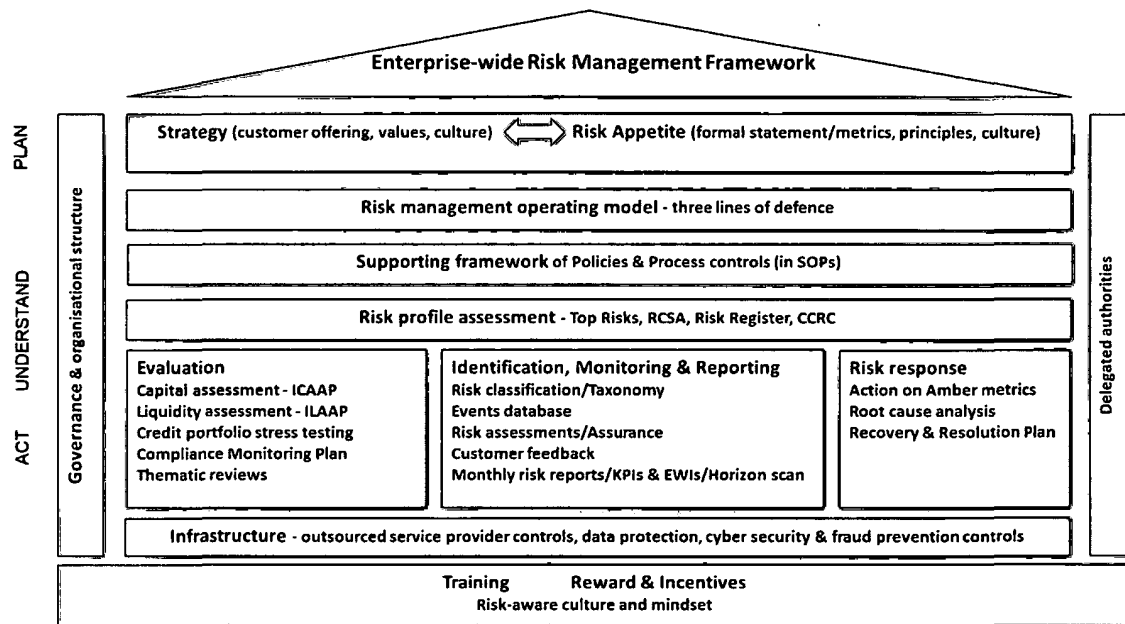 Enterprise-wide Risk Management Framework
PLAN
UNDERSTAND
ACT
Governance & organisational structure
Strategy (customer offering, values, culture)
Risk Appetite (formal statement/metrics, principles, culture)
Risk management operating model - three lines of defence
Supporting framework of Policies & Process controls (in SOPs)
Risk profile assessment - Top Risks, RCSA, Risk Register, CCRC
Evaluation
Capital assessment - ICAAP
Liquidity assessment - ILAAP
Credit portfolio stress testing
Compliance Monitoring Plan
Thematic reviews
Identification, Monitoring & Reporting
Risk classification/Taxonomy
Events database
Risk assessments/Assurance
Customer feedback
Monthly risk reports/KPIs & EWIs/Horizon scan
Risk response
Action on Amber metrics
Root cause analysis
Recovery & Resolution Plan
Delegated authorities
Infrastructure - outsourced service provider controls, data protection, cyber security & fraud prevention controls
Training Reward & Incentives
Risk-aware culture and mindset